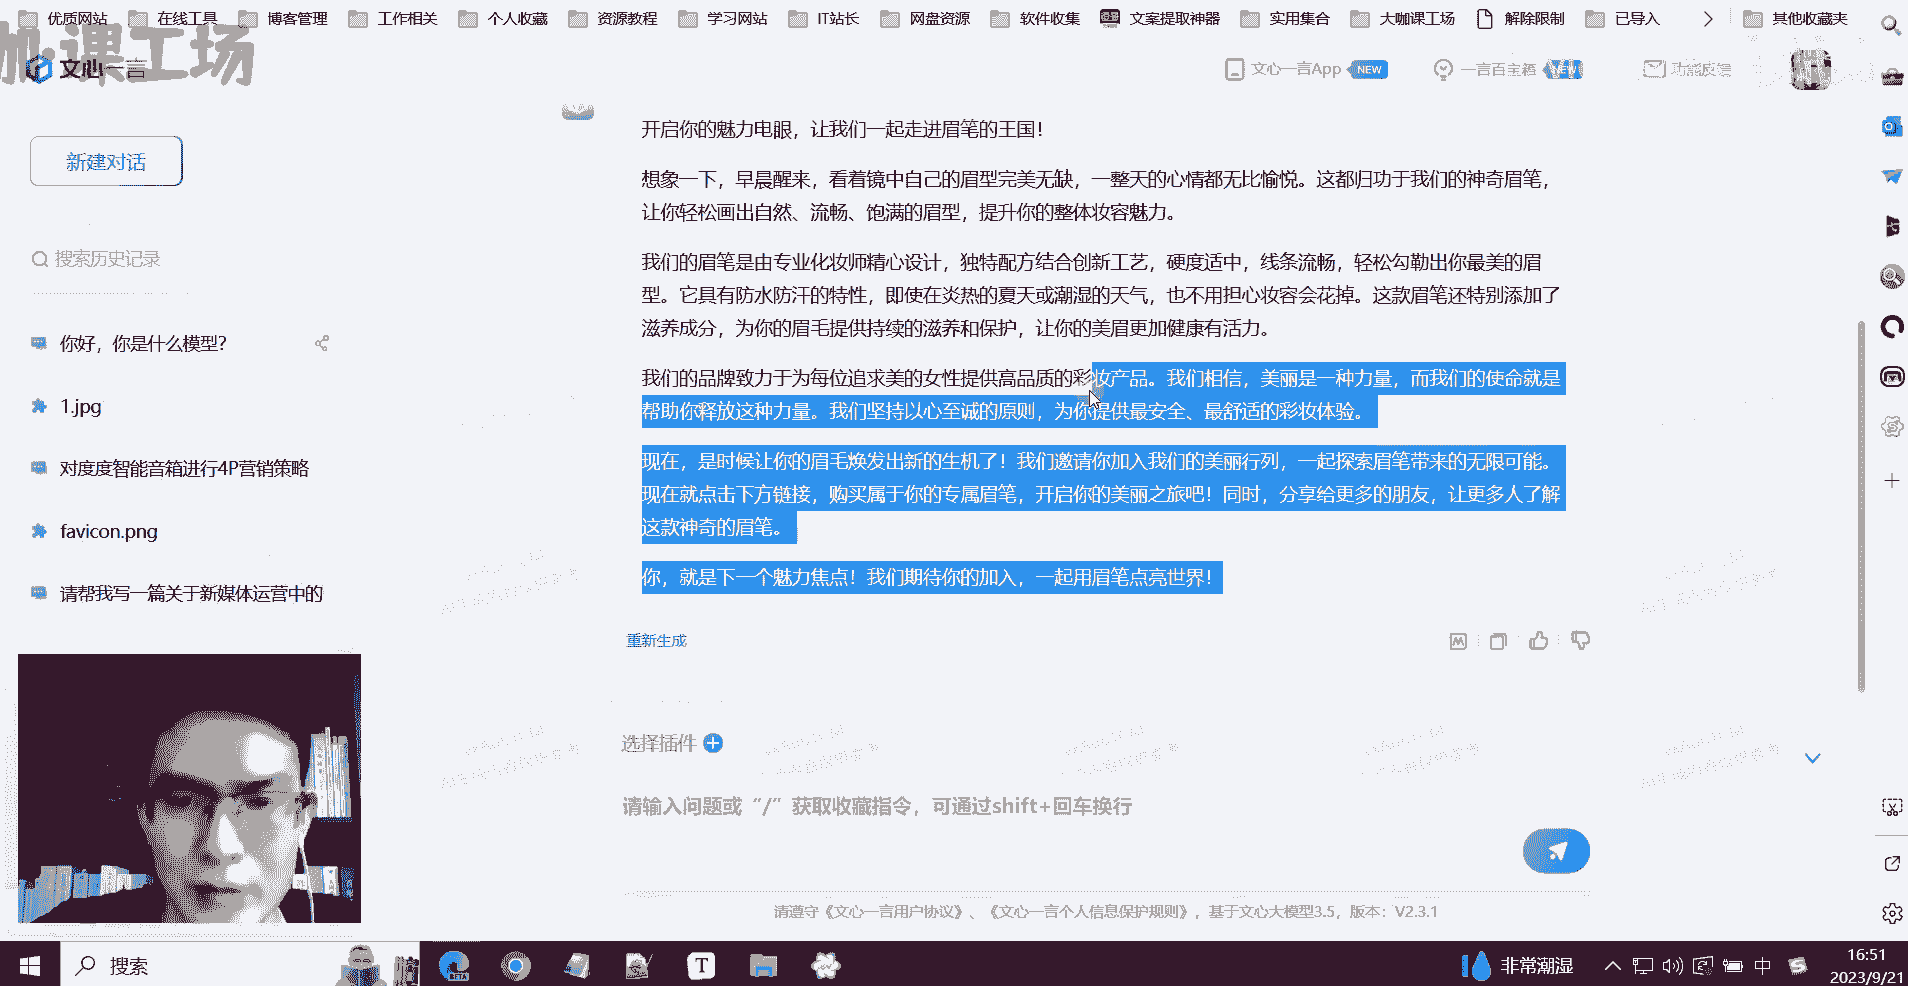 优质网站 在线工具 博客管理 工作相关 个人收藏 资源教程 学习网站 IT站长 网盘资源 软件收集 文案提取神器 实用集合 大咖课工场 解除限制 已导入 其他收藏夹
课工场
文心一言
文心一言App NEW 一言百宝箱 NEW 功能反馈
新建对话
搜索历史记录
你好，你是什么模型?
1.jpg
对度度智能音箱进行4P营销策略
favicon.png
请帮我写一篇关于新媒体运营中的
开启你的魅力电眼，让我们一起走进眉笔的王国！
想象一下，早晨醒来，看着镜中自己的眉型完美无缺，一整天的心情都无比愉悦。这都归功于我们的神奇眉笔，
让你轻松画出自然、流畅、饱满的眉型，提升你的整体妆容魅力。
我们的眉笔是由专业化妆师精心设计，独特配方结合创新工艺，硬度适中，线条流畅，轻松勾勒出你最美的眉
型。它具有防水防汗的特性，即使在炎热的夏天或潮湿的天气，也不用担心妆容会花掉。这款眉笔还特别添加了
滋养成分，为你的眉毛提供持续的滋养和保护，让你的美眉更加健康有活力。
我们的品牌致力于为每位追求美的女性提供高品质的彩妆产品。我们相信，美丽是一种力量，而我们的使命就是
帮助你释放这种力量。我们坚持以心至诚的原则，为你提供最安全、最舒适的彩妆体验。
现在，是时候让你的眉毛焕发出新的生机了！我们邀请你加入我们的美丽行列，一起探索眉笔带来的无限可能。
现在就点击下方链接，购买属于你的专属眉笔，开启你的美丽之旅吧！同时，分享给更多的朋友，让更多人了解
这款神奇的眉笔。
你，就是下一个魅力焦点！我们期待你的加入，一起用眉笔点亮世界！
重新生成
选择插件
请输入问题或“/”获取收藏指令，可通过shift+回车换行
请遵守《文心一言用户协议》、《文心一言个人信息保护规则》，基于文心大模型3.5，版本：V2.3.1
搜索
BETA
T
非常潮湿
中
16:51
2023/9/21